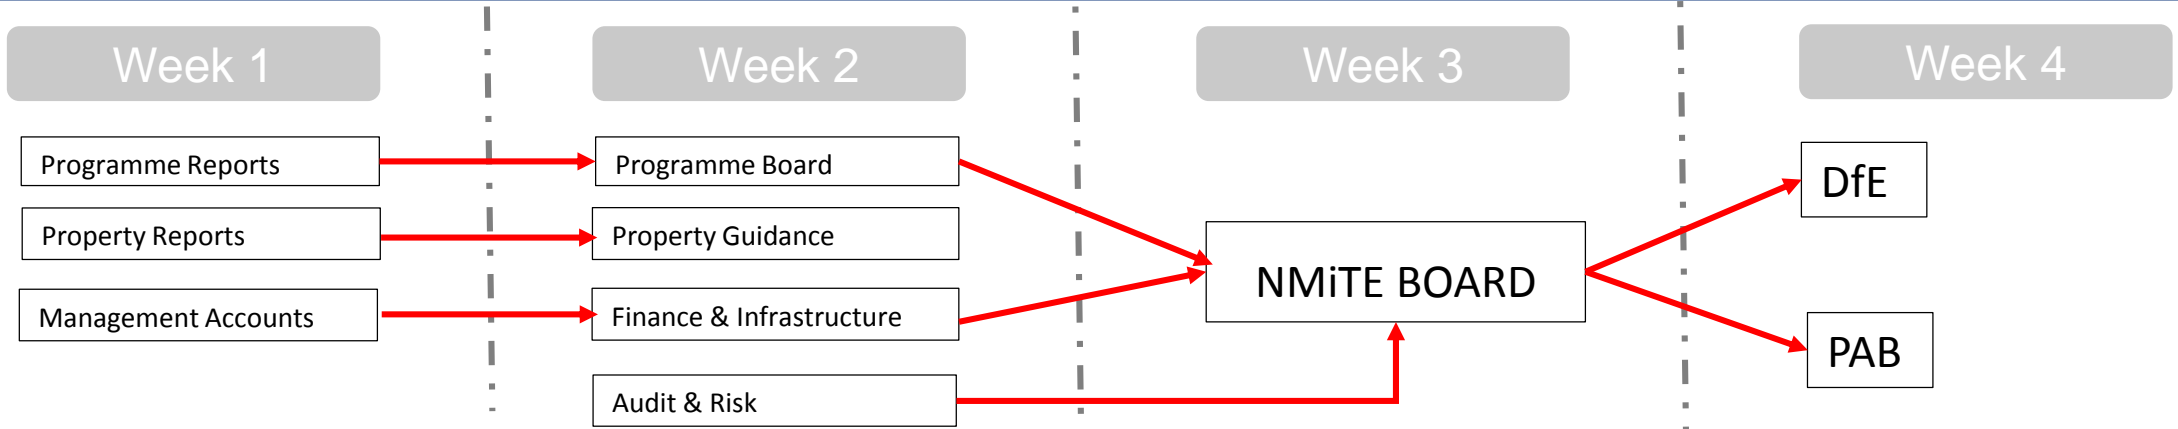 Week 1
Week 2
Week 3
Week 4
Programme Reports
Programme Board
DfE
Property Reports
Property Guidance
NMiTE BOARD
Management Accounts
Finance & Infrastructure
PAB
Audit & Risk